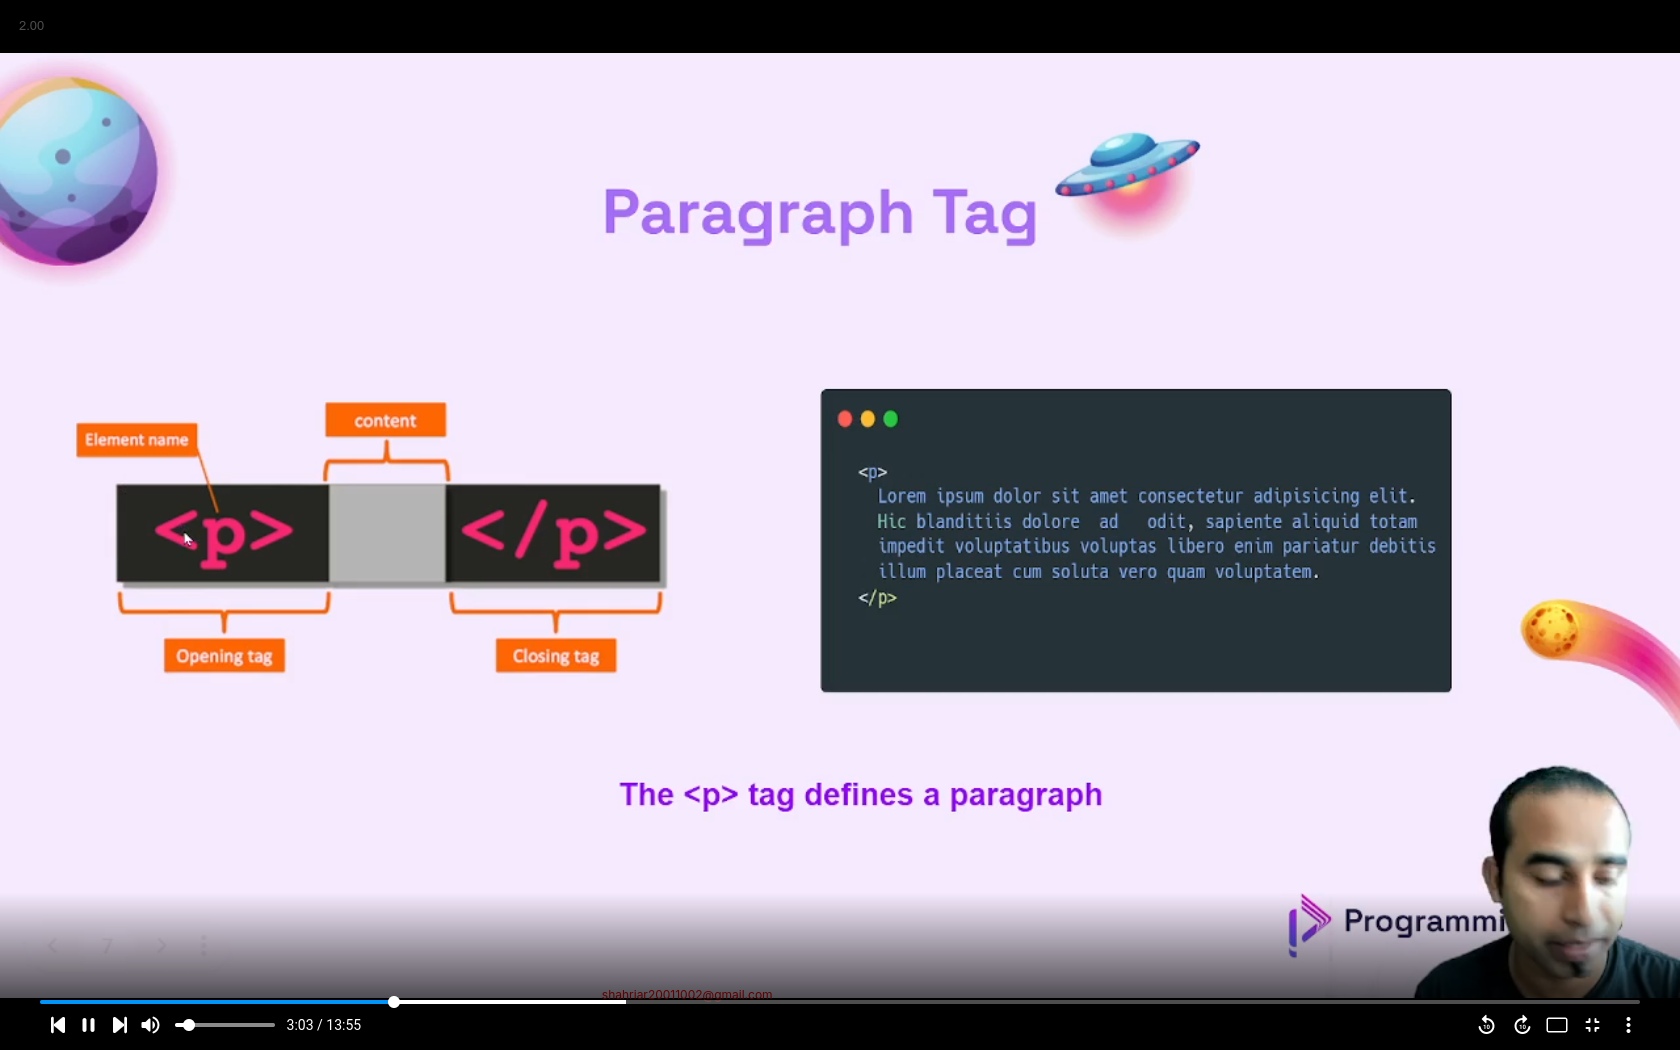 2.00
Paragraph Tag
Element name
content
<p>
</p>
Opening tag
Closing tag
<p>
Lorem ipsum dolor sit amet consectetur adipisicing elit.
Hic blanditiis dolore ad odit, sapiente aliquid totam
impedit voluptatibus voluptas libero enim pariatur debitis
illum placeat cum soluta vero quam voluptatem.
</p>
The <p> tag defines a paragraph
Programmi
7
shahriar20011002@gmail.com
3:03 / 13:55
10
10